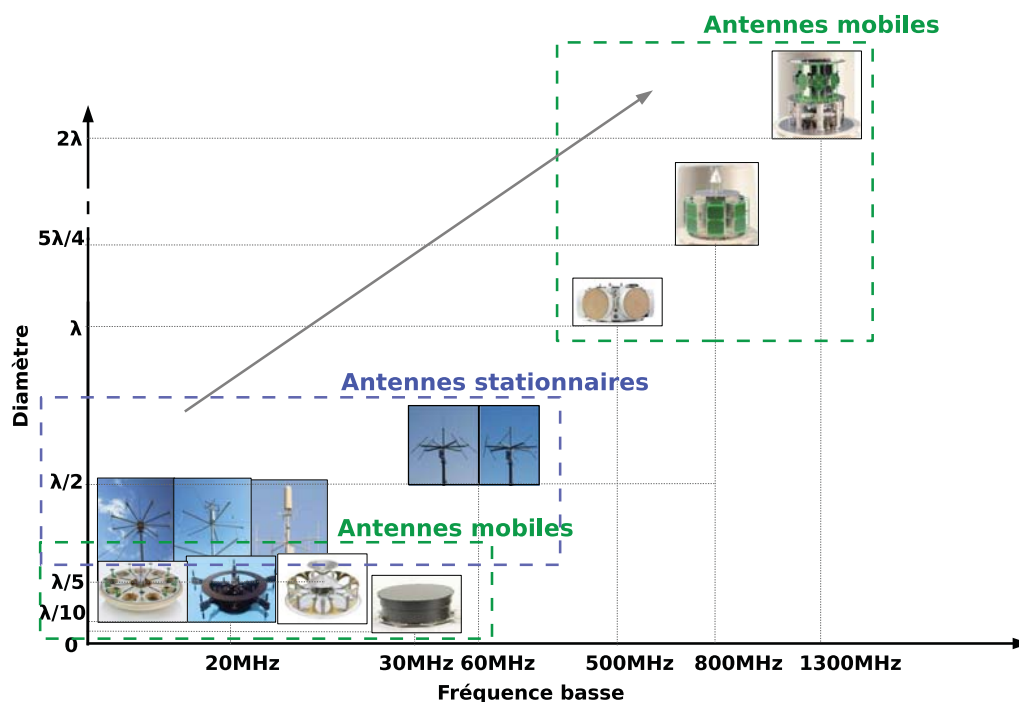 Antennes mobiles
2λ
5λ/4
λ
Antennes stationnaires
λ/2
Antennes mobiles
λ/5
λ/10
0
20MHz 30MHz 60MHz 500MHz 800MHz 1300MHz
Fréquence basse
Diamètre